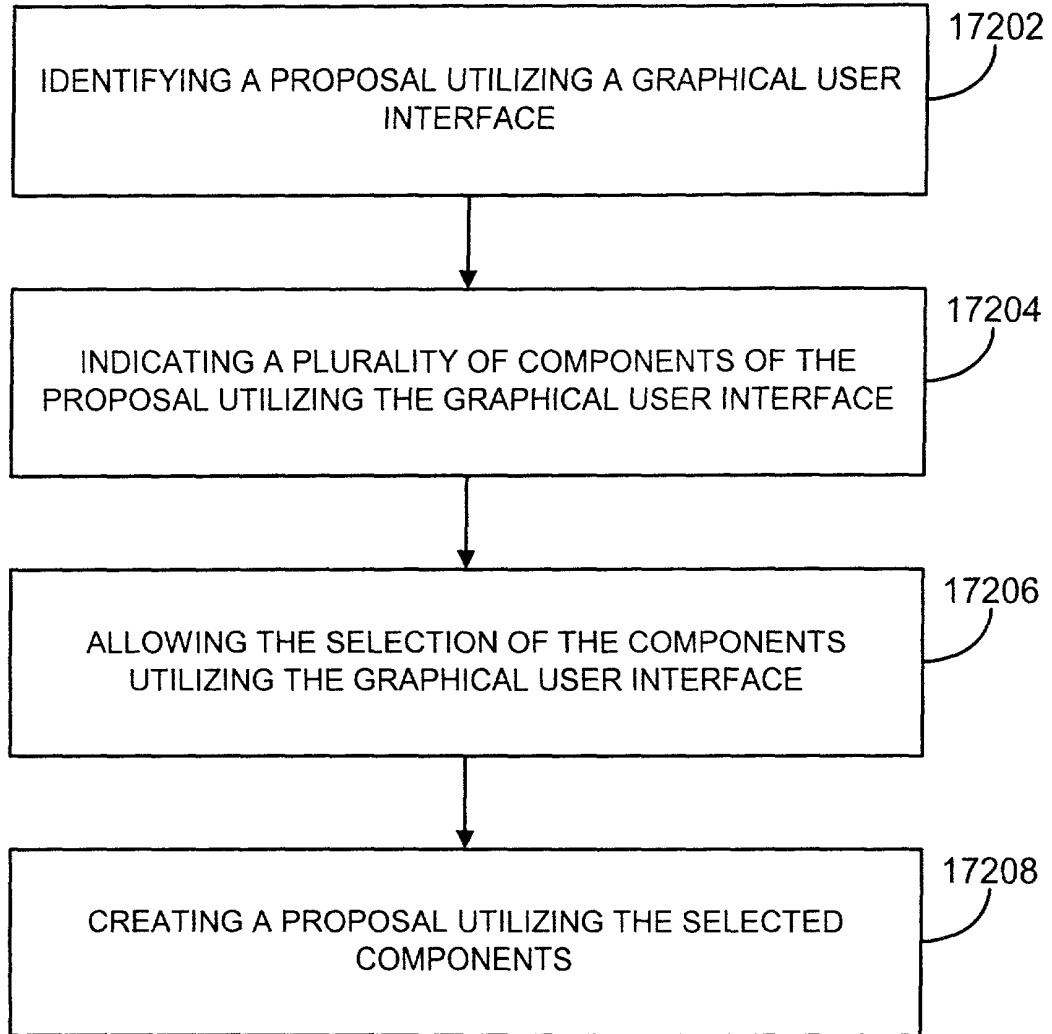 17202
IDENTIFYING A PROPOSAL UTILIZING A GRAPHICAL USER
INTERFACE
17204
INDICATING A PLURALITY OF COMPONENTS OF THE
PROPOSAL UTILIZING THE GRAPHICAL USER INTERFACE
17206
ALLOWING THE SELECTION OF THE COMPONENTS
UTILIZING THE GRAPHICAL USER INTERFACE
17208
CREATING A PROPOSAL UTILIZING THE SELECTED
COMPONENTS